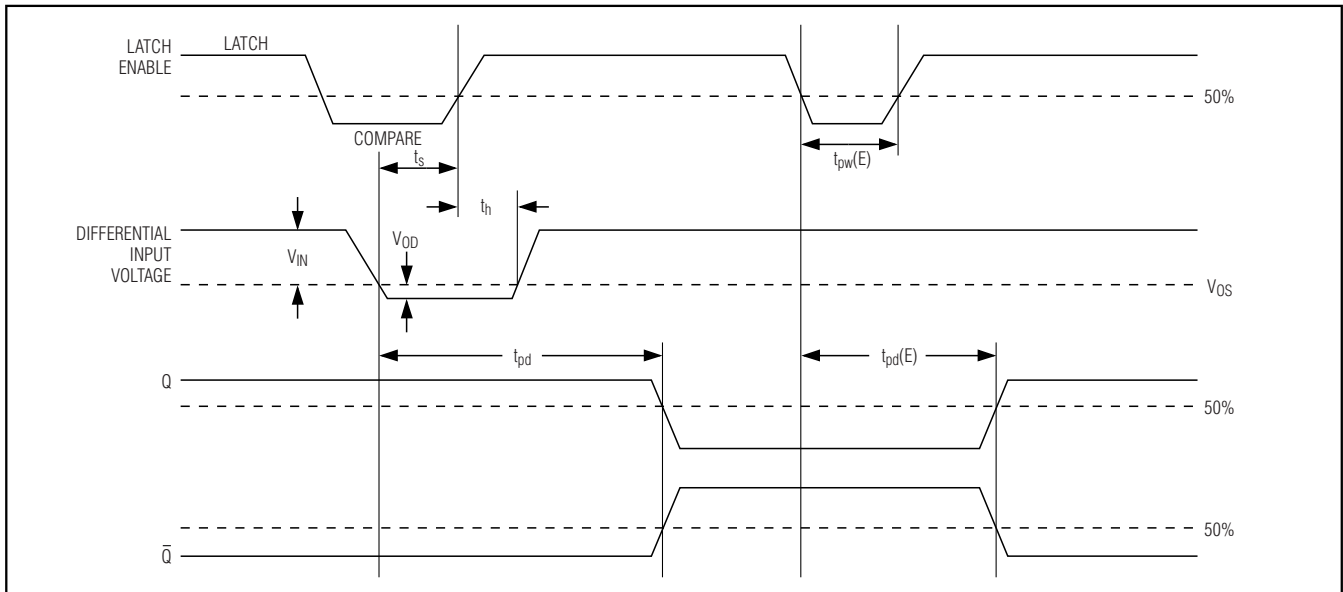 LATCH
ENABLE
LATCH
50%
COMPARE
ts
tpw(E)
th
DIFFERENTIAL
INPUT
VOLTAGE
VIN
VOD
VOS
tpd
tpd(E)
Q
50%
50%
Q̅